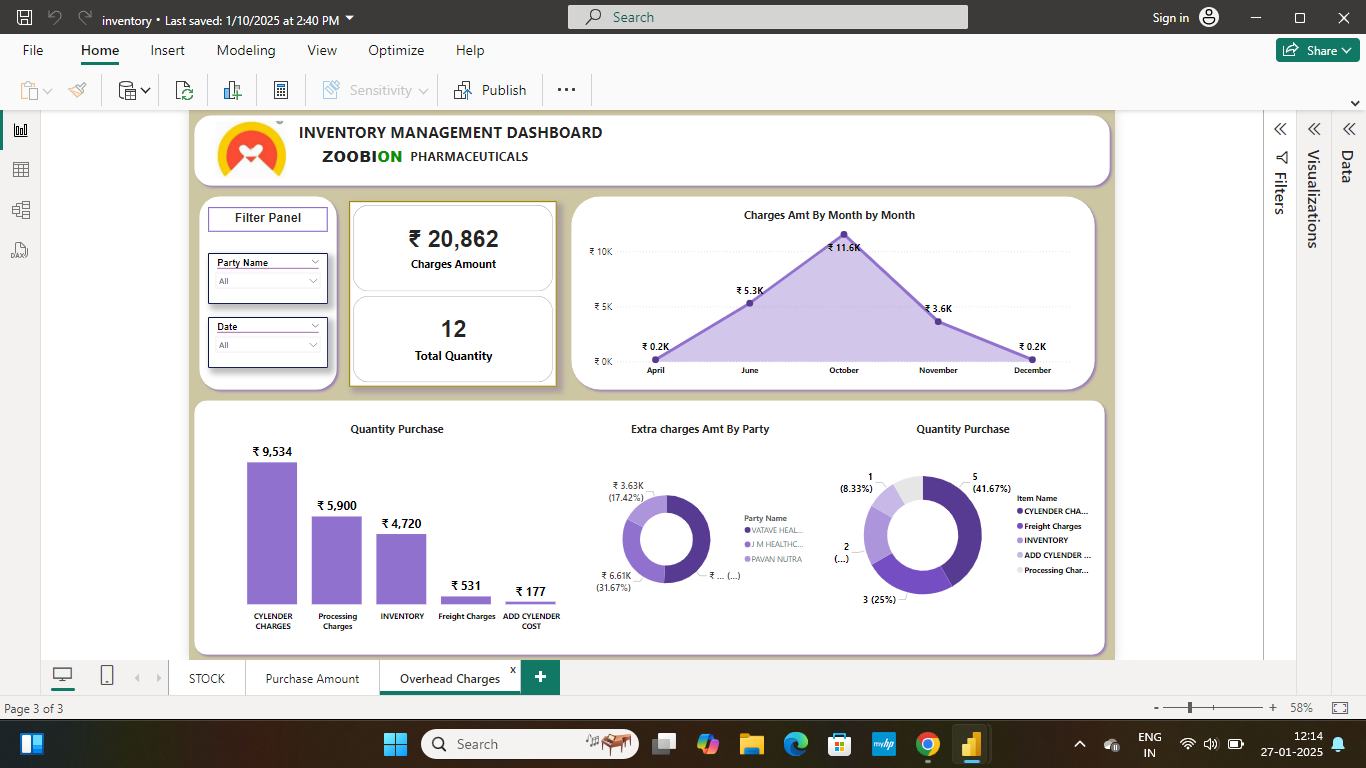 inventory • Last saved: 1/10/2025 at 2:40 PM
Search
Sign in
File
Home
Insert
Modeling
View
Optimize
Help
Share
Sensitivity
Publish
DAX
INVENTORY MANAGEMENT DASHBOARD
ZOOBION PHARMACEUTICALS
Filter Panel
Party Name
All
Date
All
₹ 20,862
Charges Amount
12
Total Quantity
Charges Amt By Month by Month
₹ 10K
₹ 5K
₹ 0K
₹ 0.2K
₹ 5.3K
₹ 11.6K
₹ 3.6K
₹ 0.2K
April
June
October
November
December
Filters
Visualizations
Data
Quantity Purchase
₹ 9,534
₹ 5,900
₹ 4,720
₹ 531
₹ 177
CYLENDER
CHARGES
Processing
Charges
INVENTORY
Freight Charges
ADD CYLENDER
COST
Extra charges Amt By Party
₹ 3.63K
(17.42%)
₹ 6.61K
(31.67%)
₹ ... (...)
Party Name
VATAVE HEAL...
J M HEALTHC...
PAVAN NUTRA
Quantity Purchase
1
(8.33%)
5
(41.67%)
2
(...)
3 (25%)
Item Name
CYLENDER CHA...
Freight Charges
INVENTORY
ADD CYLENDER ...
Processing Char...
STOCK
Purchase Amount
Overhead Charges
x
+
Page 3 of 3
- + 58%
Search
myhp
ENG
IN
12:14
27-01-2025